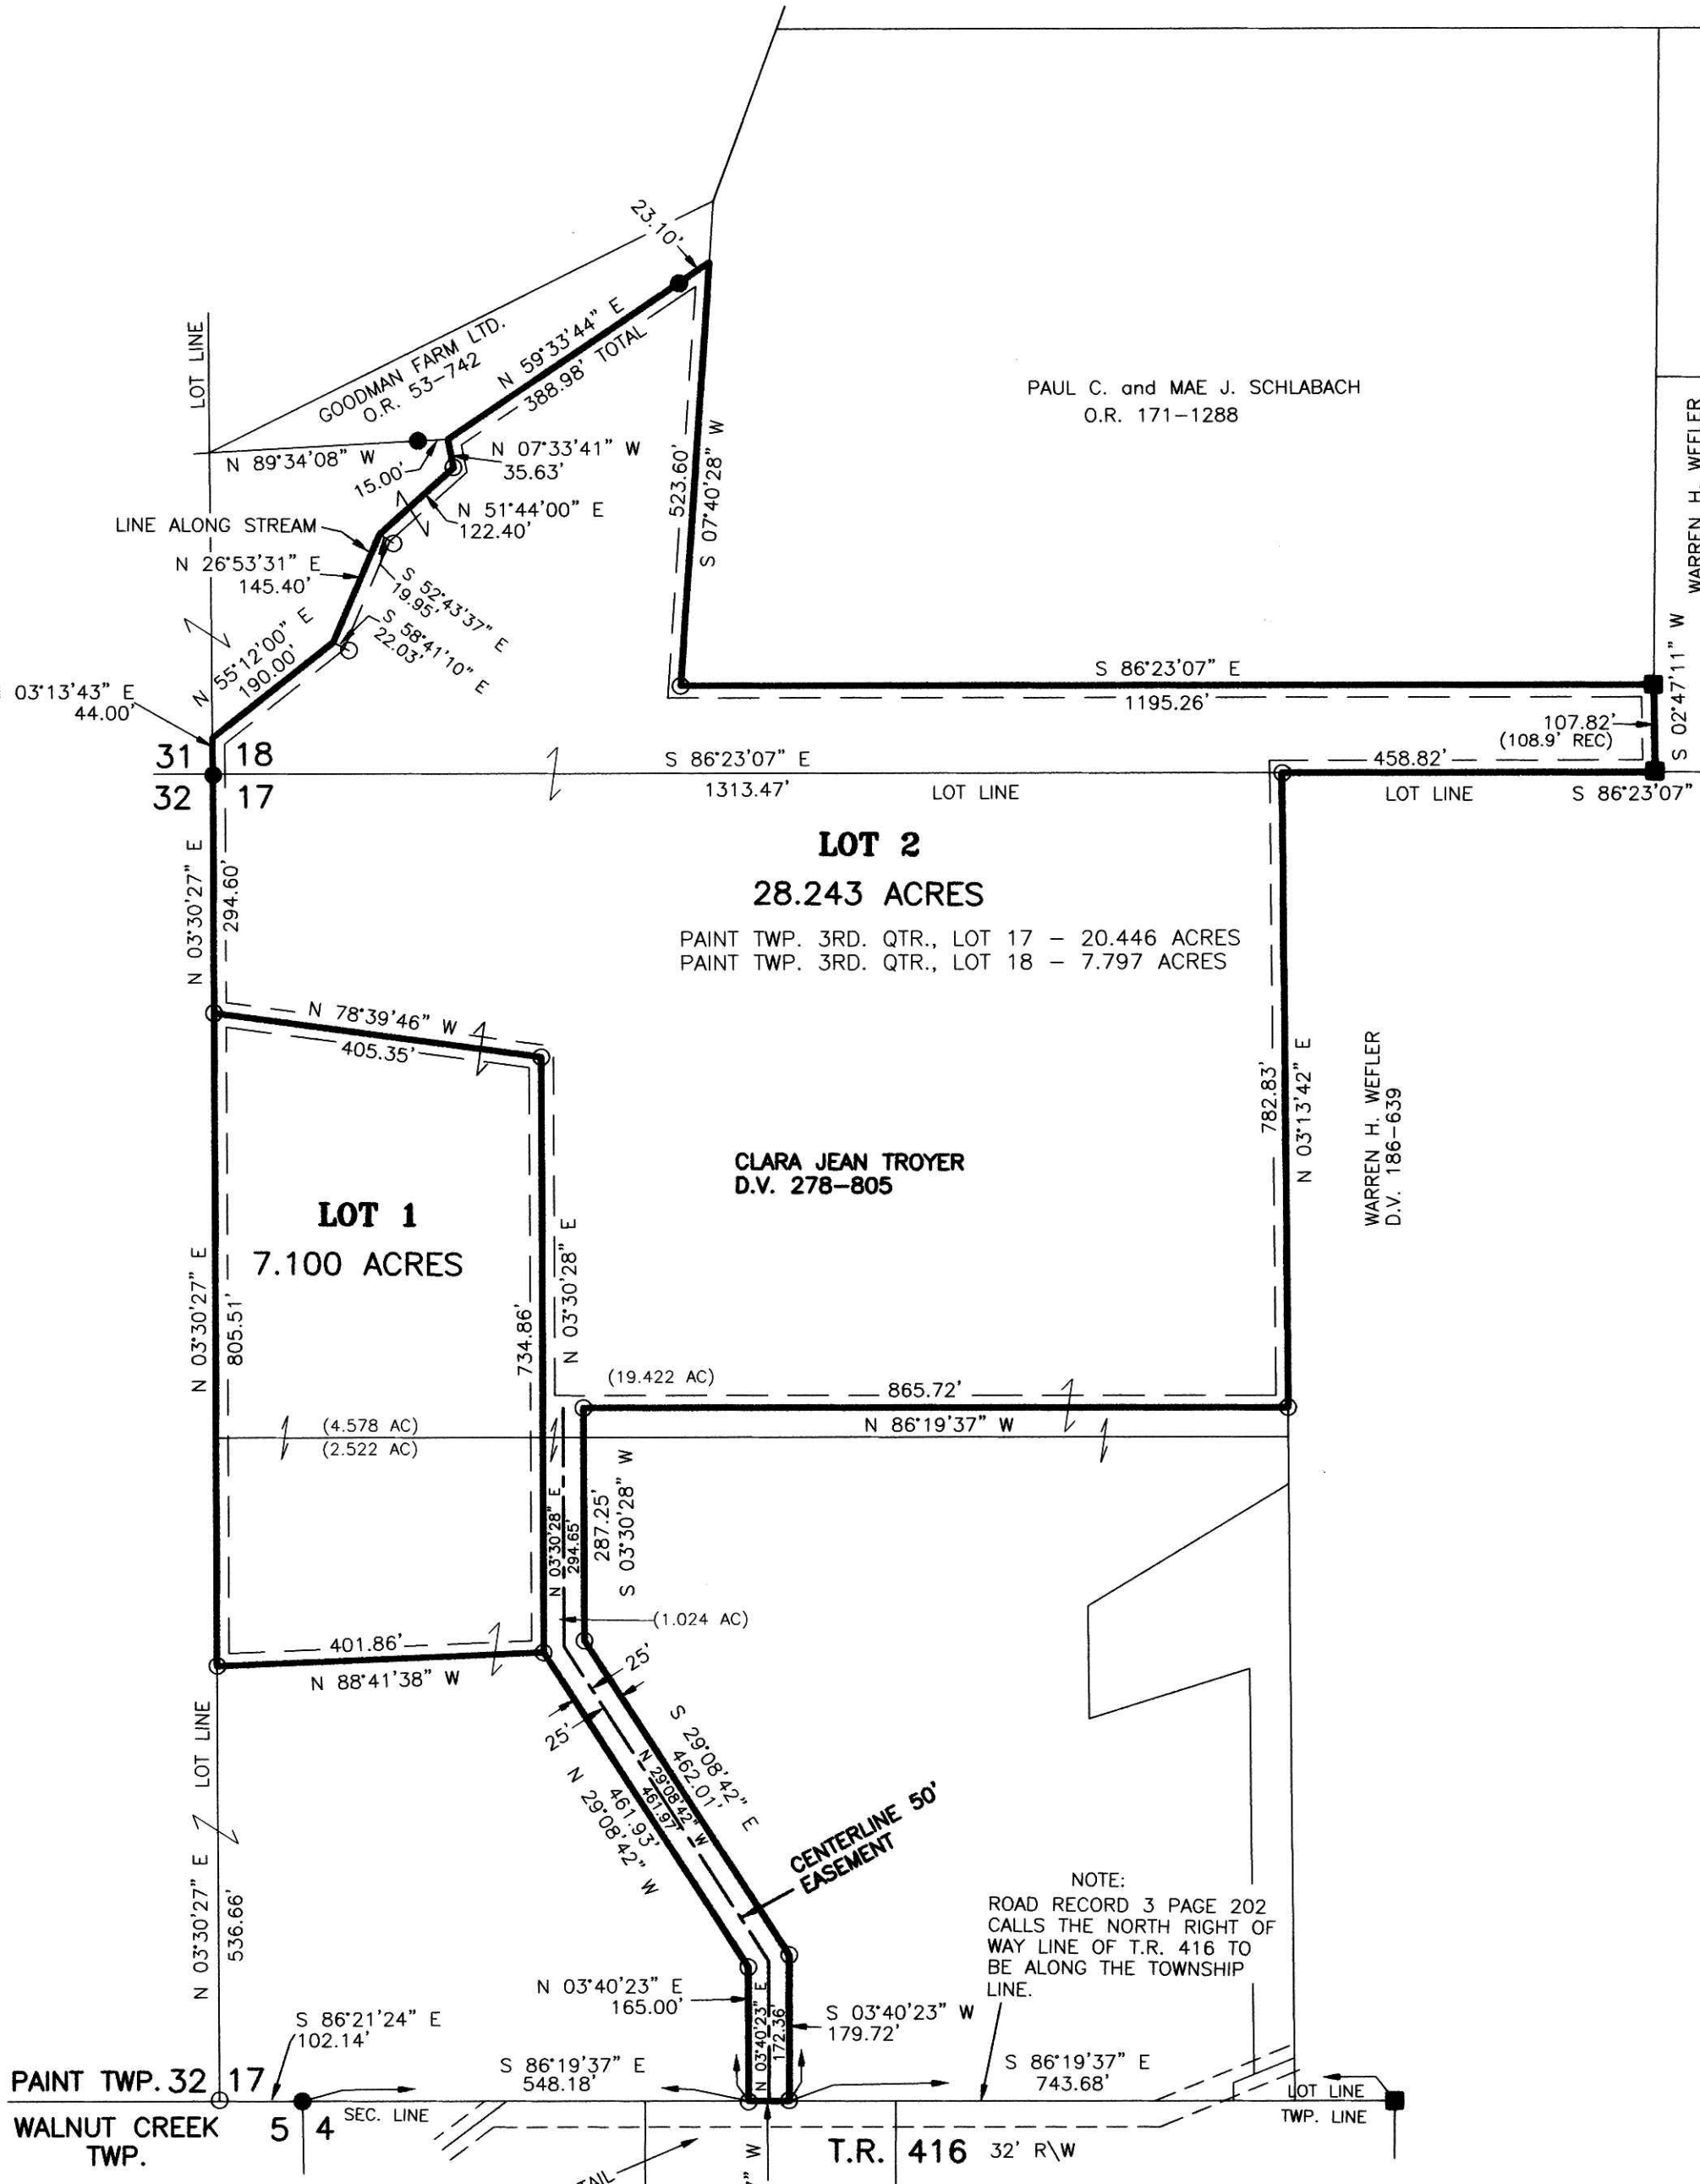 23.10'
LOT LINE
GOODMAN FARM LTD.
O.R. 53-742
N 59°33'44" E
388.98' TOTAL
N 89°34'08" W
15.00'
N 07°33'41" W
35.63'
N 51°44'00" E
122.40'
LINE ALONG STREAM
N 26°53'31" E
145.40'
S 52°43'37" E
19.95'
S 58°41'10" E
22.03'
N 55°12'00" E
190.00'
03°13'43" E
44.00'
523.60'
S 07°40'28" W
PAUL C. and MAE J. SCHLABACH
O.R. 171-1288
WARREN H. WEFLER
S 02°47'11" W
S 86°23'07" E
1195.26'
107.82'
(108.9' REC)
31 18
32 17
S 86°23'07" E
1313.47'
LOT LINE
458.82'
LOT LINE
S 86°23'07"
LOT 2
28.243 ACRES
PAINT TWP. 3RD. QTR., LOT 17 - 20.446 ACRES
PAINT TWP. 3RD. QTR., LOT 18 - 7.797 ACRES
N 03°30'27" E
294.60'
N 78°39'46" W
405.35'
782.83'
N 03°13'42" E
WARREN H. WEFLER
D.V. 186-639
CLARA JEAN TROYER
D.V. 278-805
LOT 1
7.100 ACRES
N 03°30'27" E
805.51'
734.86'
N 03°30'28" E
(19.422 AC)
865.72'
N 86°19'37" W
(4.578 AC)
(2.522 AC)
N 03°30'28" E
294.65'
287.25'
S 03°30'28" W
(1.024 AC)
401.86'
N 88°41'38" W
25'
25'
S 29°08'42" E
462.01'
N 29°08'42" W
461.97'
461.93'
N 29°08'42" W
CENTERLINE 50'
EASEMENT
LOT LINE
N 03°30'27" E
536.66'
NOTE:
ROAD RECORD 3 PAGE 202
CALLS THE NORTH RIGHT OF
WAY LINE OF T.R. 416 TO
BE ALONG THE TOWNSHIP
LINE.
N 03°40'23" E
165.00'
N 03°40'23" E
172.36'
S 03°40'23" W
179.72'
S 86°21'24" E
102.14'
S 86°19'37" E
548.18'
S 86°19'37" E
743.68'
PAINT TWP. 32 17
WALNUT CREEK
TWP.
5 4
SEC. LINE
LOT LINE
TWP. LINE
T.R. 416 32' R\W